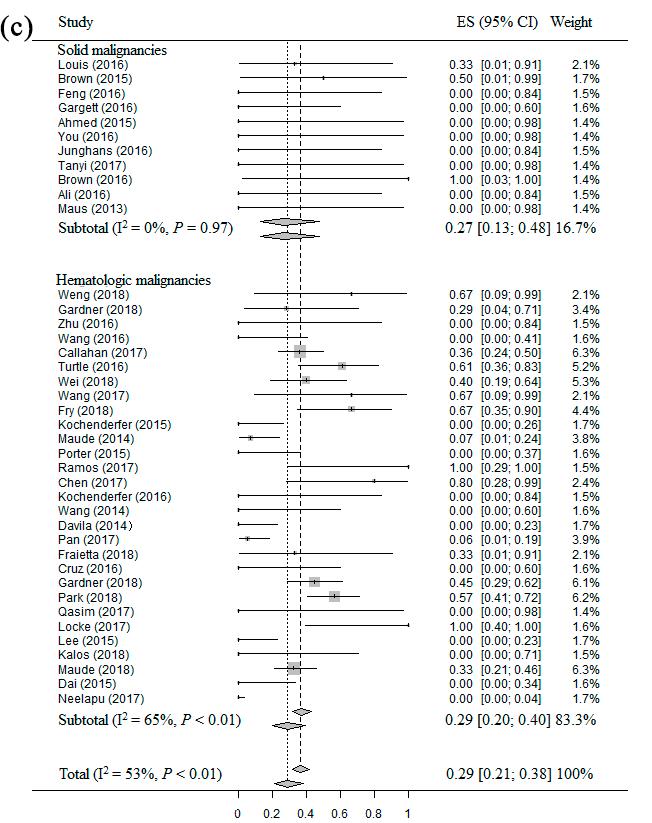 (c)
Study ES (95% CI) Weight
Solid malignancies
Louis (2016) 0.33 [0.01; 0.91] 2.1%
Brown (2015) 0.50 [0.01; 0.99] 1.7%
Feng (2016) 0.00 [0.00; 0.84] 1.5%
Gargett (2016) 0.00 [0.00; 0.60] 1.6%
Ahmed (2015) 0.00 [0.00; 0.98] 1.4%
You (2016) 0.00 [0.00; 0.98] 1.4%
Junghans (2016) 0.00 [0.00; 0.84] 1.5%
Tanyi (2017) 0.00 [0.00; 0.98] 1.4%
Brown (2016) 1.00 [0.03; 1.00] 1.4%
Ali (2016) 0.00 [0.00; 0.84] 1.5%
Maus (2013) 0.00 [0.00; 0.98] 1.4%
Subtotal (I² = 0%, P = 0.97) 0.27 [0.13; 0.48] 16.7%
Hematologic malignancies
Weng (2018) 0.67 [0.09; 0.99] 2.1%
Gardner (2018) 0.29 [0.04; 0.71] 3.4%
Zhu (2016) 0.00 [0.00; 0.84] 1.5%
Wang (2016) 0.00 [0.00; 0.41] 1.6%
Callahan (2017) 0.36 [0.24; 0.50] 6.3%
Turtle (2016) 0.61 [0.36; 0.83] 5.2%
Wei (2018) 0.40 [0.19; 0.64] 5.3%
Wang (2017) 0.67 [0.09; 0.99] 2.1%
Fry (2018) 0.67 [0.35; 0.90] 4.4%
Kochenderfer (2015) 0.00 [0.00; 0.26] 1.7%
Maude (2014) 0.07 [0.01; 0.24] 3.8%
Porter (2015) 0.00 [0.00; 0.37] 1.6%
Ramos (2017) 1.00 [0.29; 1.00] 1.5%
Chen (2017) 0.80 [0.28; 0.99] 2.4%
Kochenderfer (2016) 0.00 [0.00; 0.84] 1.5%
Wang (2014) 0.00 [0.00; 0.60] 1.6%
Davila (2014) 0.00 [0.00; 0.23] 1.7%
Pan (2017) 0.06 [0.01; 0.19] 3.9%
Fraietta (2018) 0.33 [0.01; 0.91] 2.1%
Cruz (2016) 0.00 [0.00; 0.60] 1.6%
Gardner (2018) 0.45 [0.29; 0.62] 6.1%
Park (2018) 0.57 [0.41; 0.72] 6.2%
Qasim (2017) 0.00 [0.00; 0.98] 1.4%
Locke (2017) 1.00 [0.40; 1.00] 1.6%
Lee (2015) 0.00 [0.00; 0.23] 1.7%
Kalos (2018) 0.00 [0.00; 0.71] 1.5%
Maude (2018) 0.33 [0.21; 0.46] 6.3%
Dai (2015) 0.00 [0.00; 0.34] 1.6%
Neelapu (2017) 0.00 [0.00; 0.04] 1.7%
Subtotal (I² = 65%, P < 0.01) 0.29 [0.20; 0.40] 83.3%
Total (I² = 53%, P < 0.01) 0.29 [0.21; 0.38] 100%
0 0.2 0.4 0.6 0.8 1